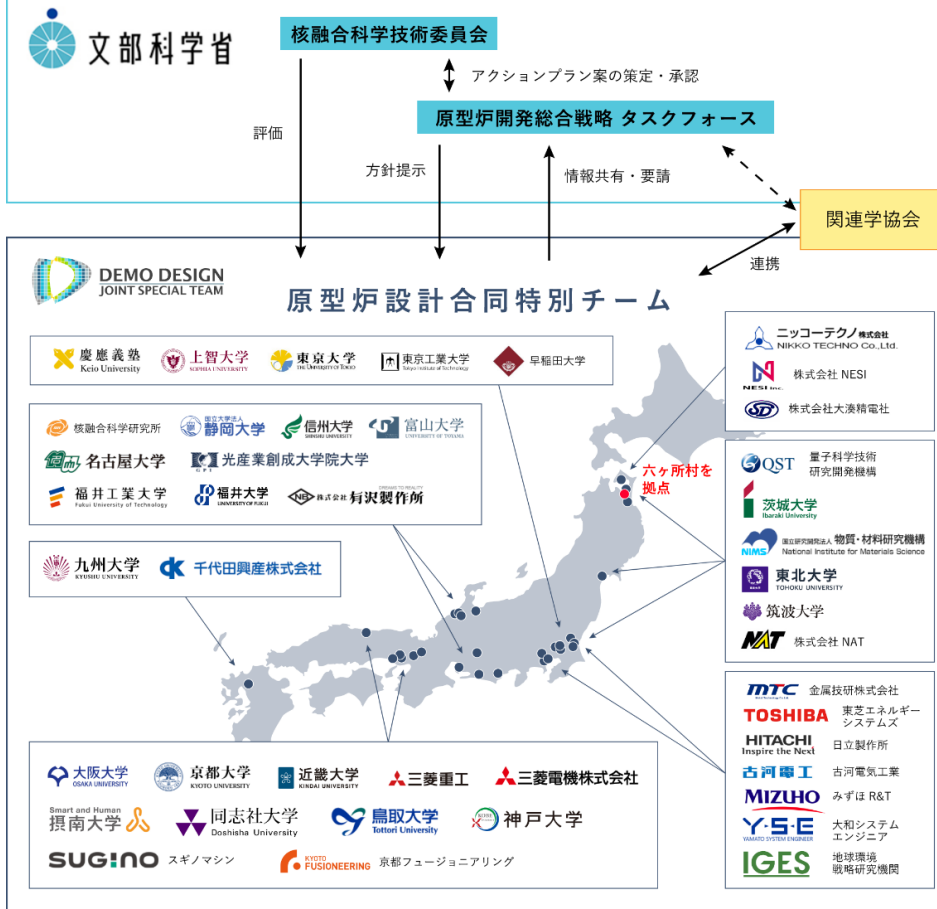 文部科学省
核融合科学技術委員会
アクションプラン案の策定・承認
原型炉開発総合戦略 タスクフォース
評価
方針提示
情報共有・要請
関連学協会
連携
DEMO DESIGN
JOINT SPECIAL TEAM
原型炉設計合同特別チーム
慶應義塾
Keio University
上智大学
SOPHIA UNIVERSITY
東京大学
THE UNIVERSITY OF TOKYO
東京工業大学
Tokyo Institute of Technology
早稲田大学
核融合科学研究所
国立大学法人
静岡大学
信州大学
SHINSHU UNIVERSITY
富山大学
UNIVERSITY OF TOYAMA
名古屋大学
GPI
光産業創成大学院大学
福井工業大学
Fukui University of Technology
福井大学
UNIVERSITY OF FUKUI
DREAMS TO REALITY
株式会社有沢製作所
九州大学
KYUSHU UNIVERSITY
千代田興産株式会社
六ヶ所村を
拠点
ニッコーテクノ株式会社
NIKKO TECHNO Co.,Ltd.
NESI Inc.
株式会社 NESI
SD
株式会社大湊精電社
QST
量子科学技術
研究開発機構
茨城大学
Ibaraki University
NIMS
国立研究開発法人 物質・材料研究機構
National Institute for Materials Science
東北大学
TOHOKU UNIVERSITY
筑波大学
NAT
株式会社 NAT
MTC
金属技研株式会社
TOSHIBA
東芝エネルギー
システムズ
HITACHI
Inspire the Next
日立製作所
古河電工
古河電気工業
MIZUHO
みずほ R&T
Y・S・E
YAMATO SYSTEM ENGINEER
大和システム
エンジニア
IGES
地球環境
戦略研究機関
大阪大学
OSAKA UNIVERSITY
京都大学
KYOTO UNIVERSITY
近畿大学
KINDAI UNIVERSITY
三菱重工
三菱電機株式会社
Smart and Human
摂南大学
同志社大学
Doshisha University
鳥取大学
Tottori University
神戸大学
SUGINO
スギノマシン
KYOTO
FUSIONEERING
京都フュージョニアリング